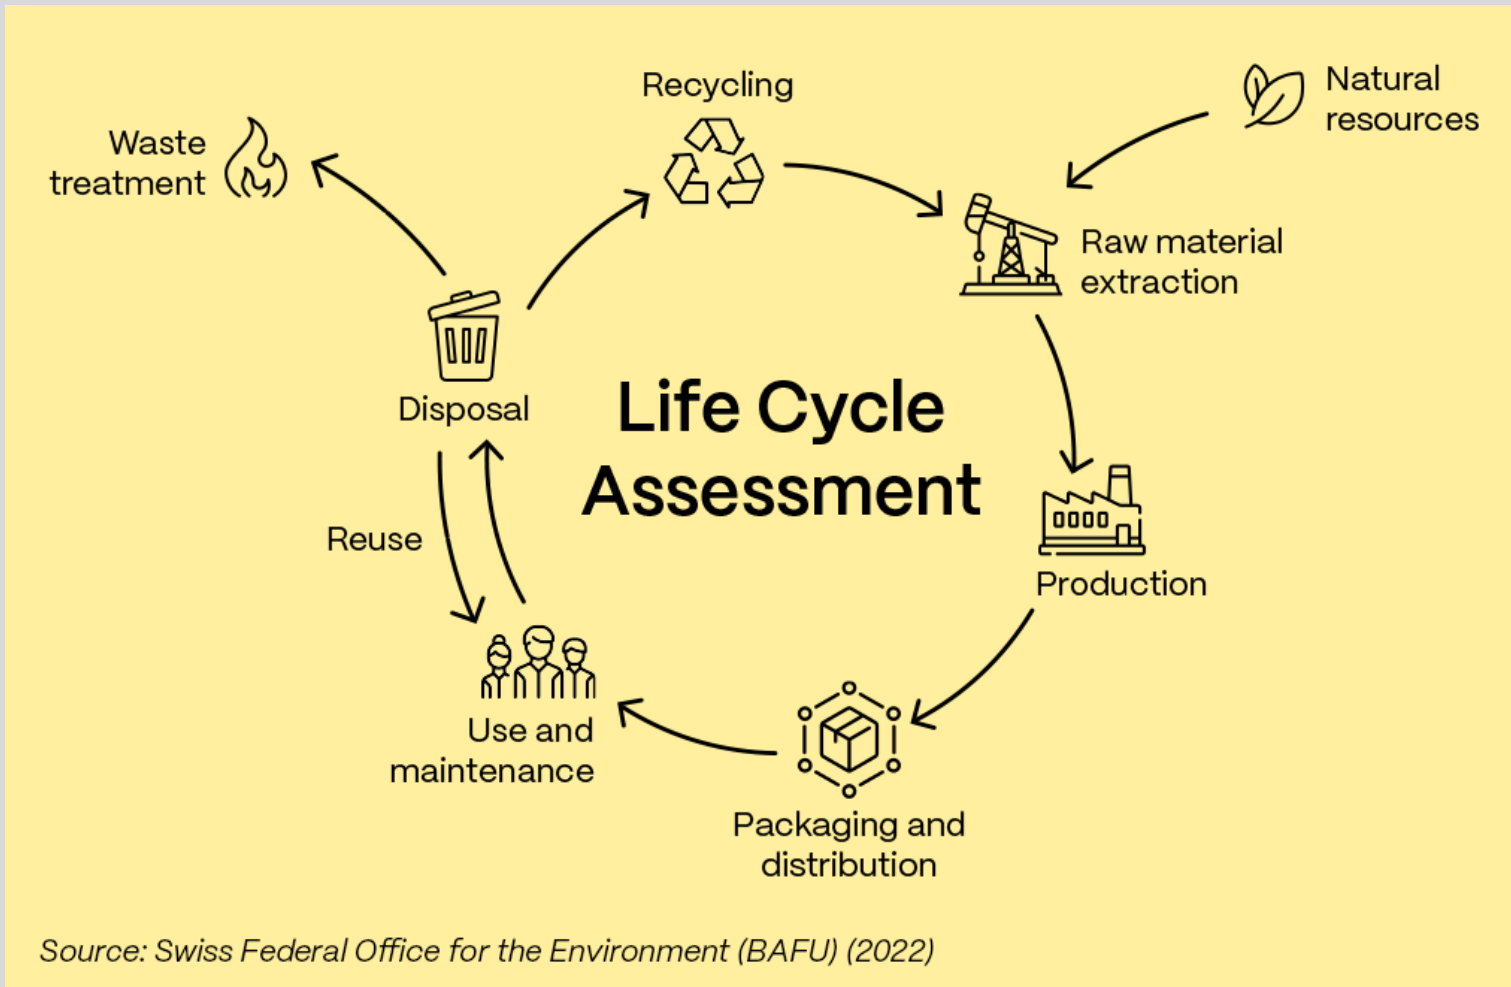 Recycling
Natural
resources
Waste
treatment
Raw material
extraction
Life Cycle
Assessment
Disposal
Reuse
Production
Use and
maintenance
Packaging and
distribution
Source: Swiss Federal Office for the Environment (BAFU) (2022)